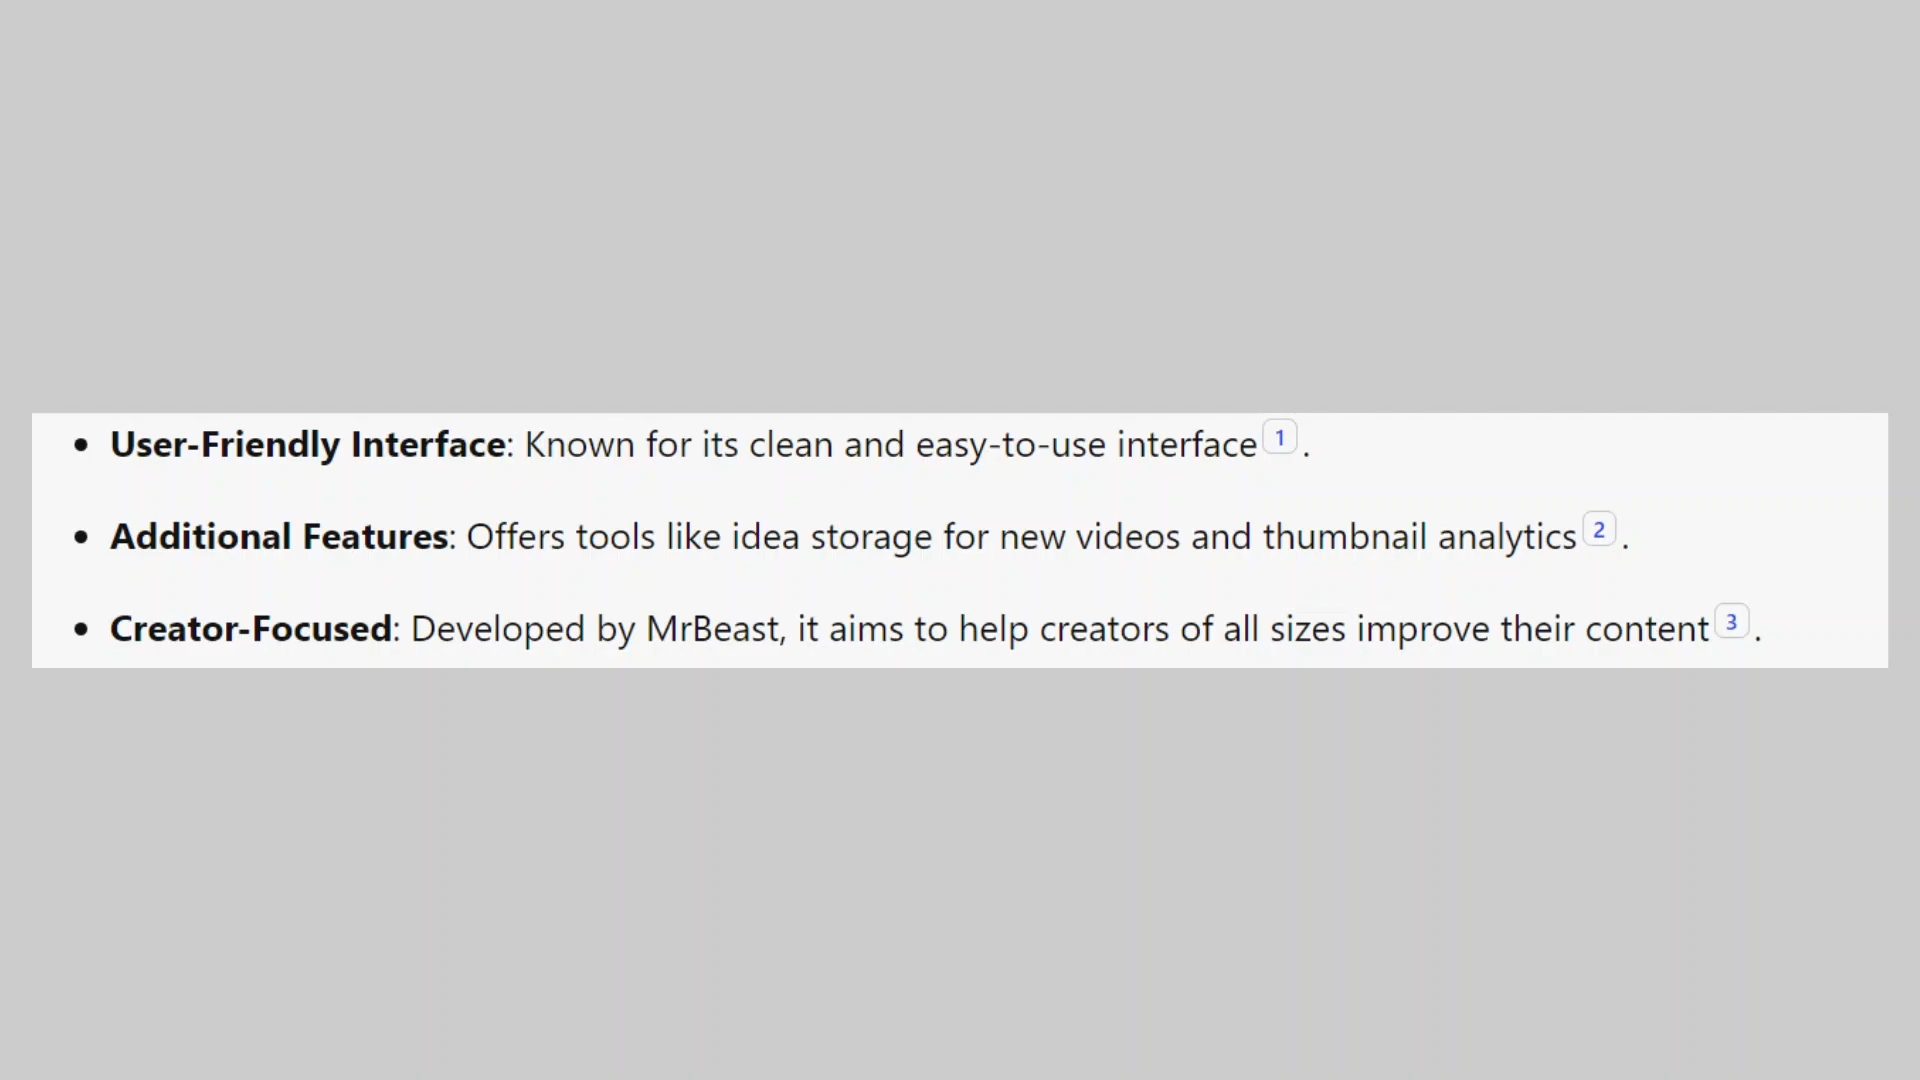 • User-Friendly Interface: Known for its clean and easy-to-use interface 1 .
• Additional Features: Offers tools like idea storage for new videos and thumbnail analytics 2 .
• Creator-Focused: Developed by MrBeast, it aims to help creators of all sizes improve their content 3 .